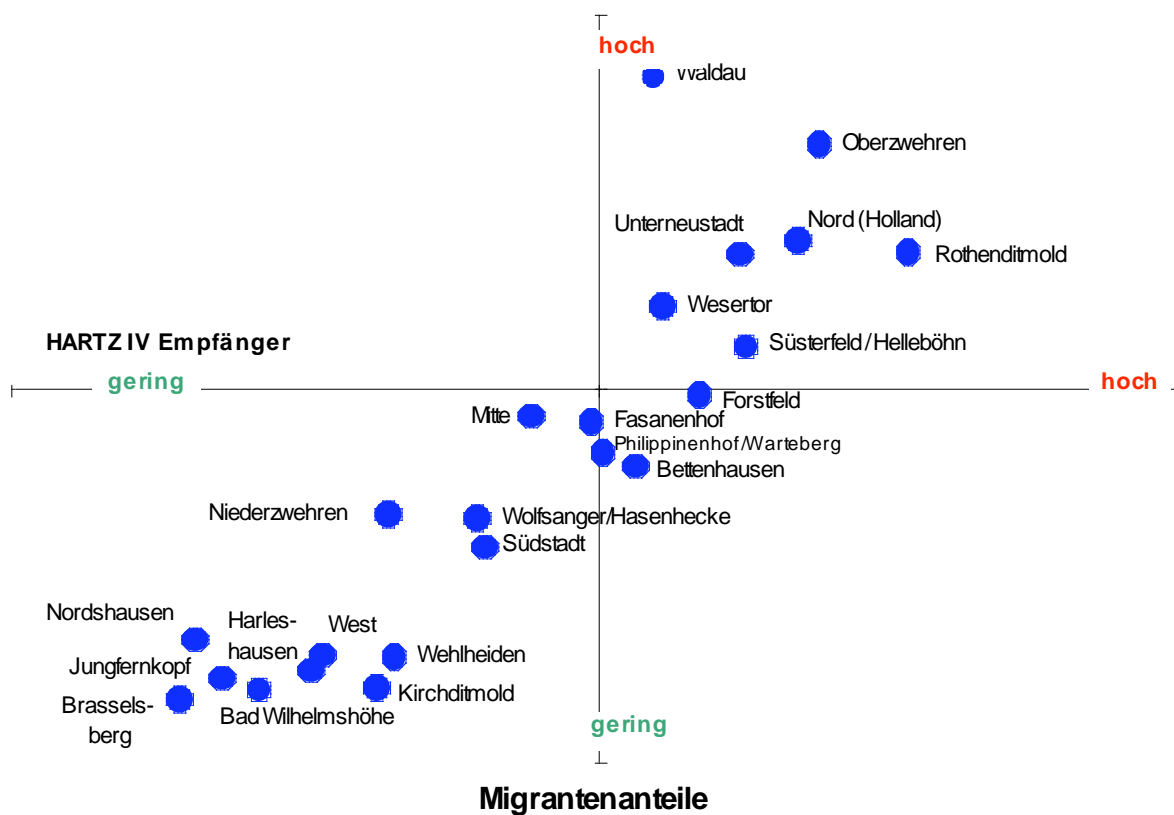 hoch
Waldau
Oberzwehren
Nord (Holland)
Unterneustadt
Rothenditmold
Wesertor
HARTZ IV Empfänger
Süsterfeld / Helleböhn
gering
hoch
Forstfeld
Mitte
Fasanenhof
Philippinenhof/Warteberg
Bettenhausen
Niederzwehren
Wolfsanger/Hasenhecke
Südstadt
Nordshausen
Harles-
hausen
West
Wehlheiden
Jungfernkopf
Kirchditmold
Brassels-
berg
Bad Wilhelmshöhe
gering
Migrantenanteile